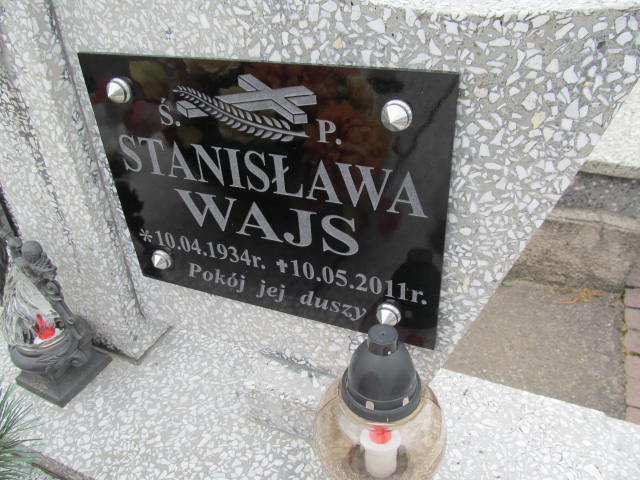 Ś. P.
STANISŁAWA
WAJS
*10.04.1934r. ✝10.05.2011r.
Pokój jej duszy